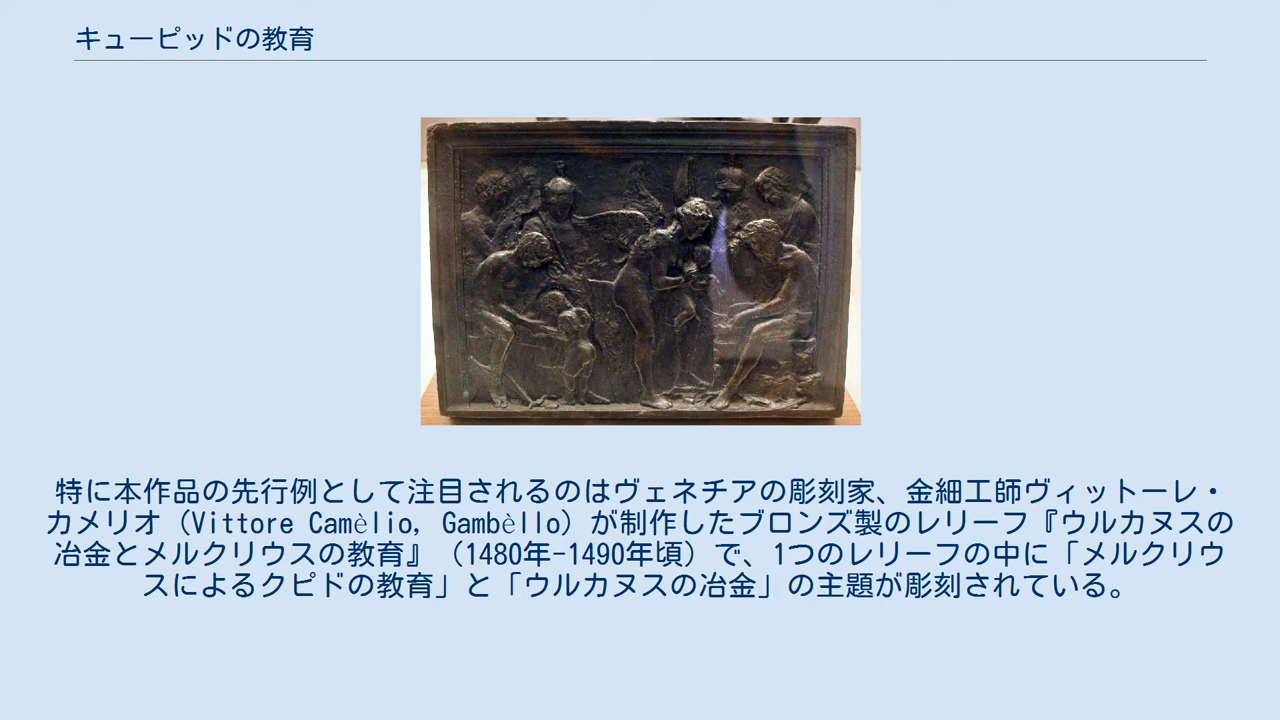 キューピッドの教育
特に本作品の先行例として注目されるのはヴェネチアの彫刻家、金細工師ヴィットーレ・
カメリオ（Vittore Camèlio, Gambèllo）が制作したブロンズ製のレリーフ『ウルカヌスの
冶金とメルクリウスの教育』（1480年-1490年頃）で、1つのレリーフの中に「メルクリウ
スによるクピドの教育」と「ウルカヌスの冶金」の主題が彫刻されている。